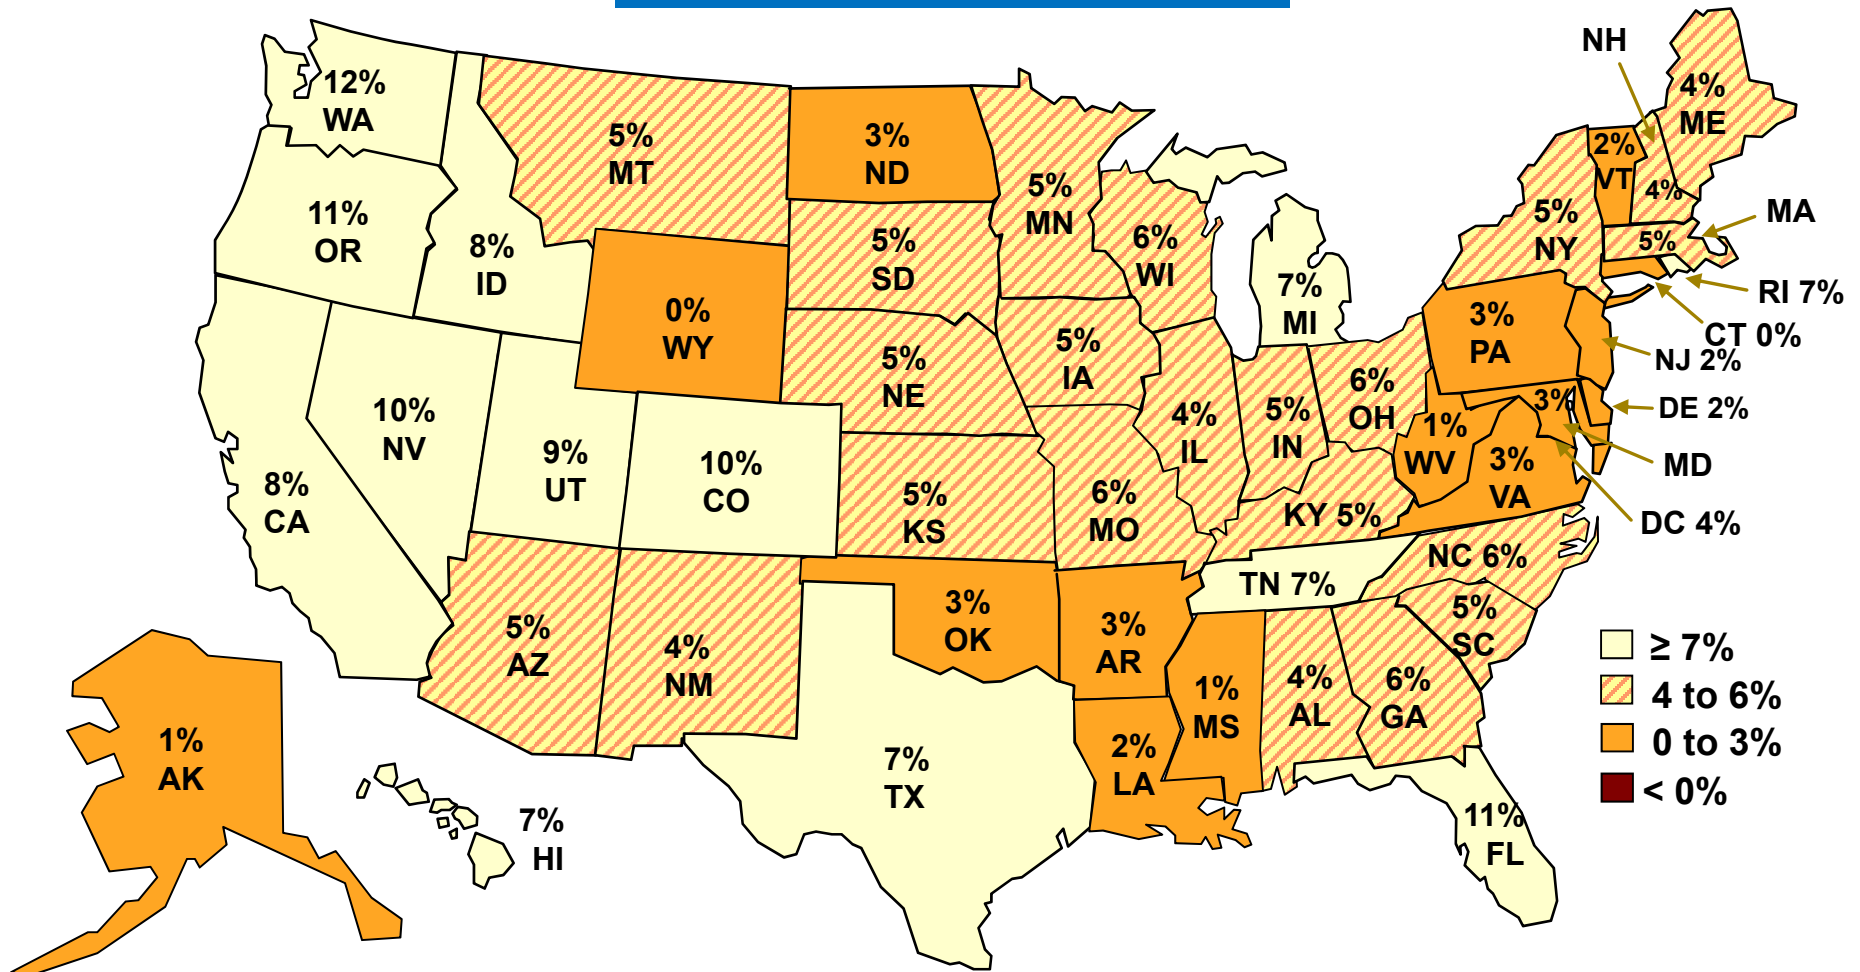 NH
12%
WA
4%
ME
5%
MT
3%
ND
2%
VT
4%
5%
MN
11%
OR
5%
NY
MA
8%
ID
5%
SD
6%
WI
5%
7%
MI
RI 7%
0%
WY
3%
PA
CT 0%
NJ 2%
5%
IA
5%
NE
6%
OH
3%
DE 2%
10%
NV
4%
IL
5%
IN
1%
WV
3%
VA
MD
9%
UT
10%
CO
8%
CA
5%
KS
6%
MO
KY 5%
DC 4%
NC 6%
TN 7%
3%
OK
3%
AR
5%
SC
5%
AZ
4%
NM
1%
MS
4%
AL
6%
GA
≥ 7%
4 to 6%
0 to 3%
< 0%
1%
AK
7%
TX
2%
LA
7%
HI
11%
FL